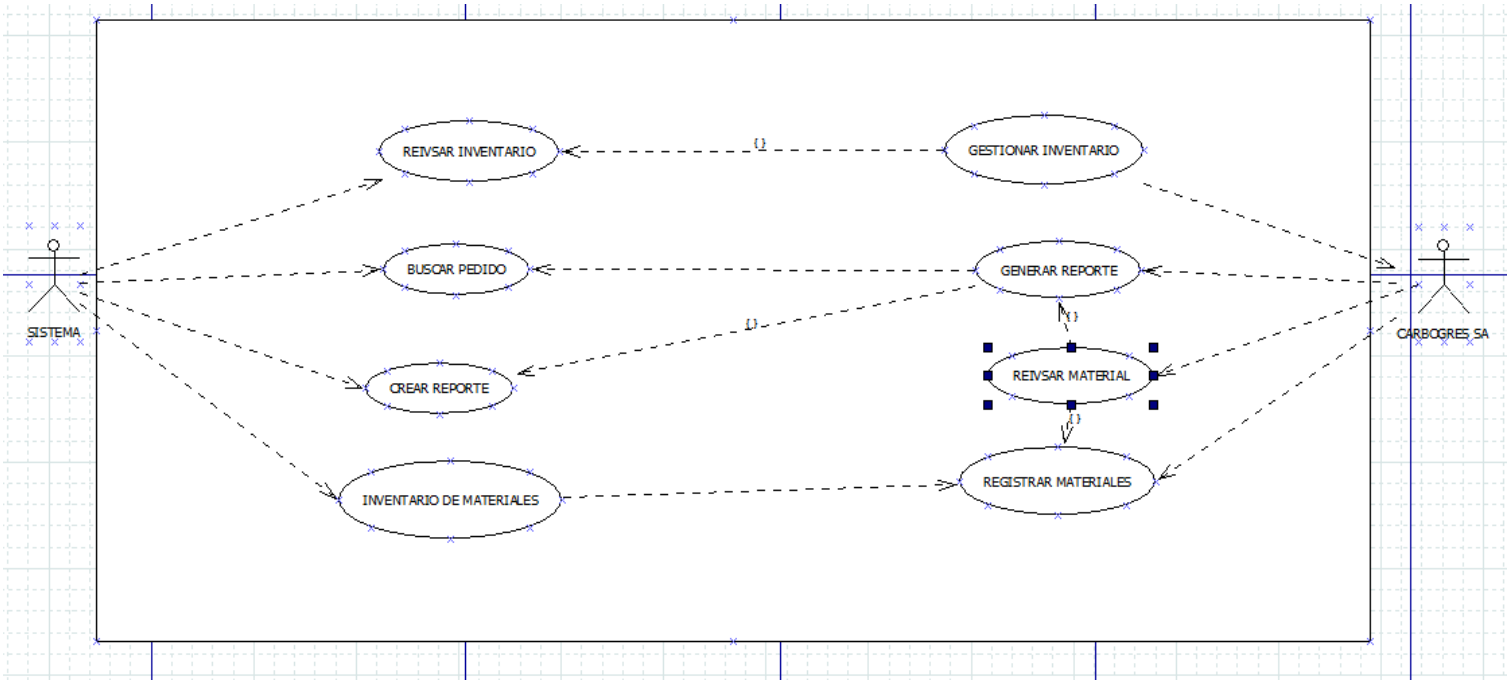 REIVSAR INVENTARIO
{ }
GESTIONAR INVENTARIO
BUSCAR PEDIDO
GENERAR REPORTE
SISTEMA
{ }
{ }
CARBOGRES SA
CREAR REPORTE
REIVSAR MATERIAL
{ }
INVENTARIO DE MATERIALES
REGISTRAR MATERIALES